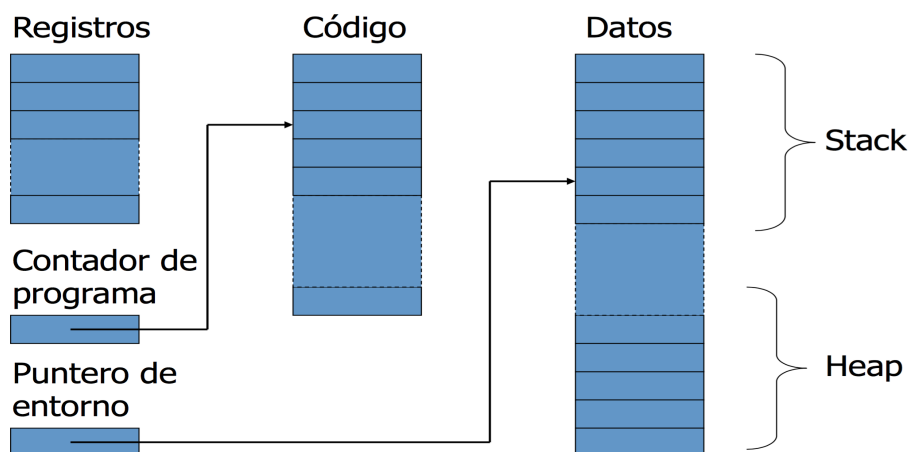 Registros
Código
Datos
Stack
Contador de
programa
Puntero de
entorno
Heap